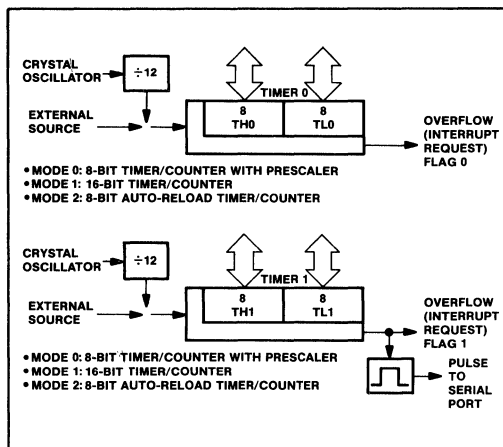 CRYSTAL
OSCILLATOR
÷12
TIMER 0
EXTERNAL
SOURCE
8
TH0
8
TL0
OVERFLOW
(INTERRUPT
REQUEST)
FLAG 0
• MODE 0: 8-BIT TIMER/COUNTER WITH PRESCALER
• MODE 1: 16-BIT TIMER/COUNTER
• MODE 2: 8-BIT AUTO-RELOAD TIMER/COUNTER
CRYSTAL
OSCILLATOR
÷12
TIMER 1
EXTERNAL
SOURCE
8
TH1
8
TL1
OVERFLOW
(INTERRUPT
REQUEST)
FLAG 1
• MODE 0: 8-BIT TIMER/COUNTER WITH PRESCALER
• MODE 1: 16-BIT TIMER/COUNTER
• MODE 2: 8-BIT AUTO-RELOAD TIMER/COUNTER
PULSE
TO
SERIAL
PORT